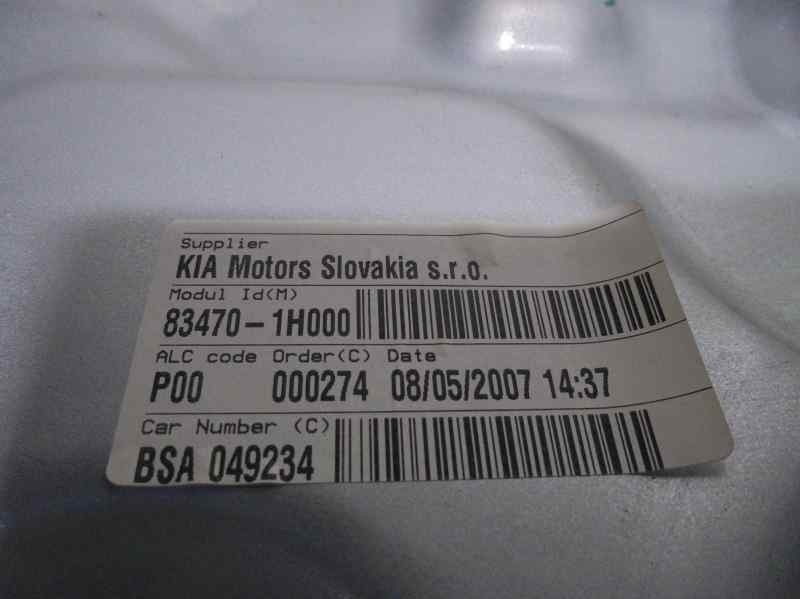 Supplier
KIA Motors Slovakia s.r.o.
Modul Id(M)
83470-1H000
ALC code Order(C) Date
P00 000274 08/05/2007 14:37
Car Number (C)
BSA 049234